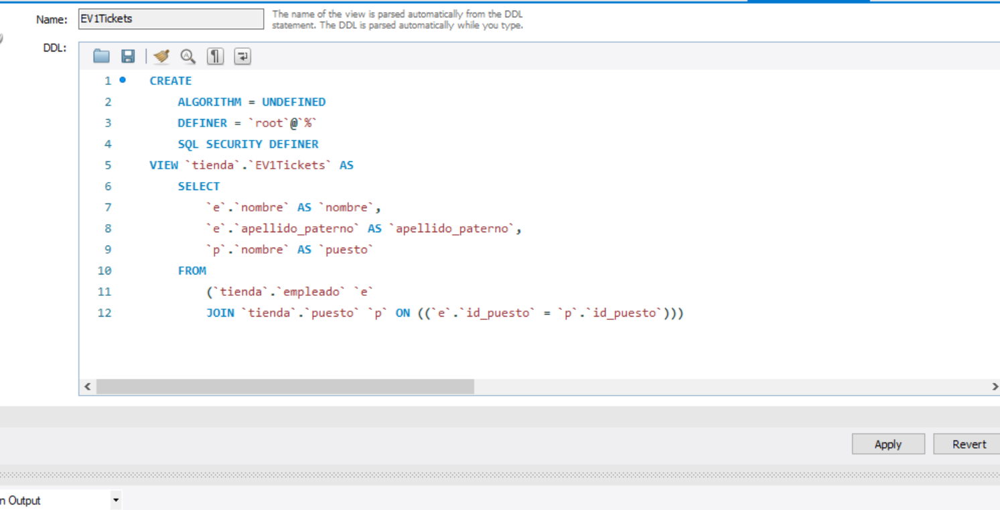 Name: EV1Tickets The name of the view is parsed automatically from the DDL
statement. The DDL is parsed automatically while you type.
DDL:
1 CREATE
2 ALGORITHM = UNDEFINED
3 DEFINER = `root`@`%`
4 SQL SECURITY DEFINER
5 VIEW `tienda`.`EV1Tickets` AS
6 SELECT
7 `e`.`nombre` AS `nombre`,
8 `e`.`apellido_paterno` AS `apellido_paterno`,
9 `p`.`nombre` AS `puesto`
10 FROM
11 (`tienda`.`empleado` `e`
12 JOIN `tienda`.`puesto` `p` ON ((`e`.`id_puesto` = `p`.`id_puesto`)))
Apply Revert
n Output